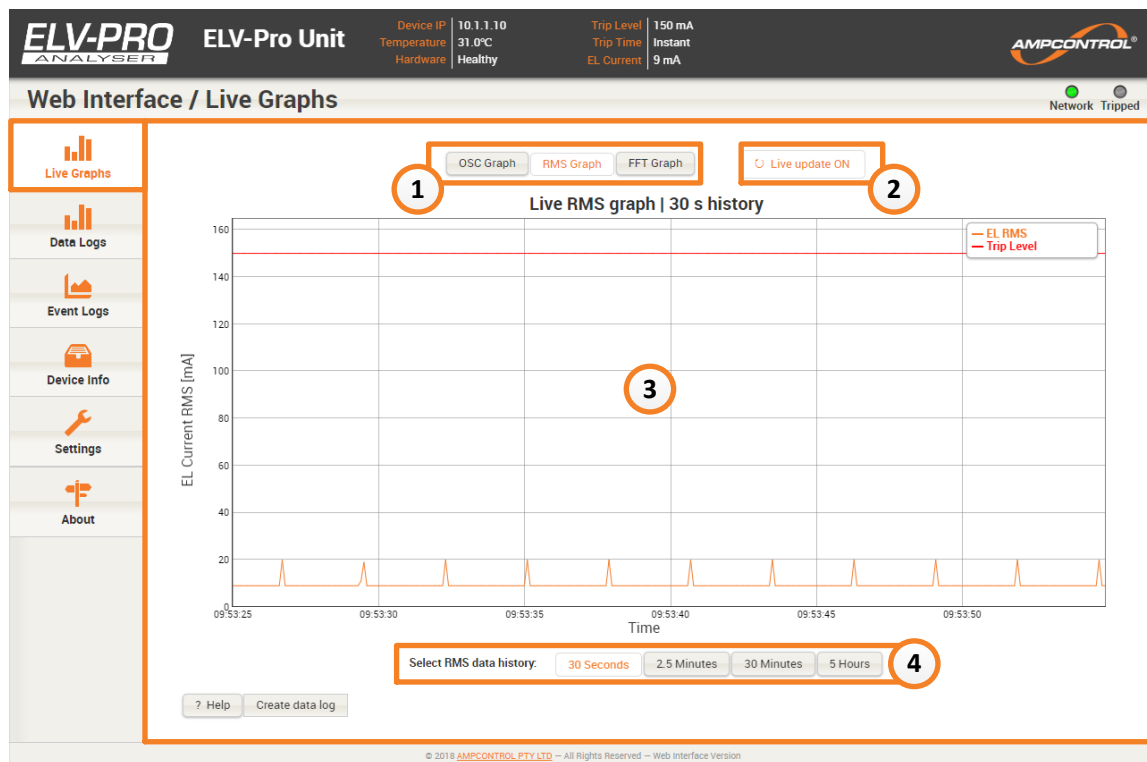 ELV-PRO
ANALYSER
ELV-Pro Unit
Device IP 10.1.1.10
Temperature 31.0ºC
Hardware Healthy
Trip Level 150 mA
Trip Time Instant
EL Current 9 mA
AMPCONTROL®
Web Interface / Live Graphs
Network Tripped
Live Graphs
Data Logs
Event Logs
Device Info
Settings
About
1
OSC Graph RMS Graph FFT Graph
Live update ON
2
Live RMS graph | 30 s history
EL RMS
Trip Level
160
140
120
100
80
60
40
20
0
EL Current RMS [mA]
3
09:53:25 09:53:30 09:53:35 09:53:40 09:53:45 09:53:50
Time
Select RMS data history: 30 Seconds 2.5 Minutes 30 Minutes 5 Hours
4
? Help Create data log
© 2018 AMPCONTROL PTY LTD – All Rights Reserved – Web Interface Version